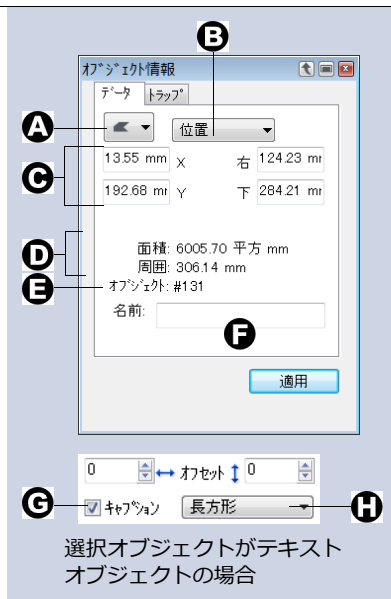 B
ｵﾌﾞｼﾞｪｸﾄ情報
ﾃﾞｰﾀ ﾄﾗｯﾌﾟ
A 位置
C 13.55 mm X 右 124.23 mm
192.68 mm Y 下 284.21 mm
D 面積: 6005.70 平方 mm
周囲: 306.14 mm
E ｵﾌﾞｼﾞｪｸﾄ: #131
名前:
F
適用
0 ｵﾌｾｯﾄ 0
G ｷｬﾌﾟｼｮﾝ 長方形 H
選択オブジェクトがテキスト
オブジェクトの場合